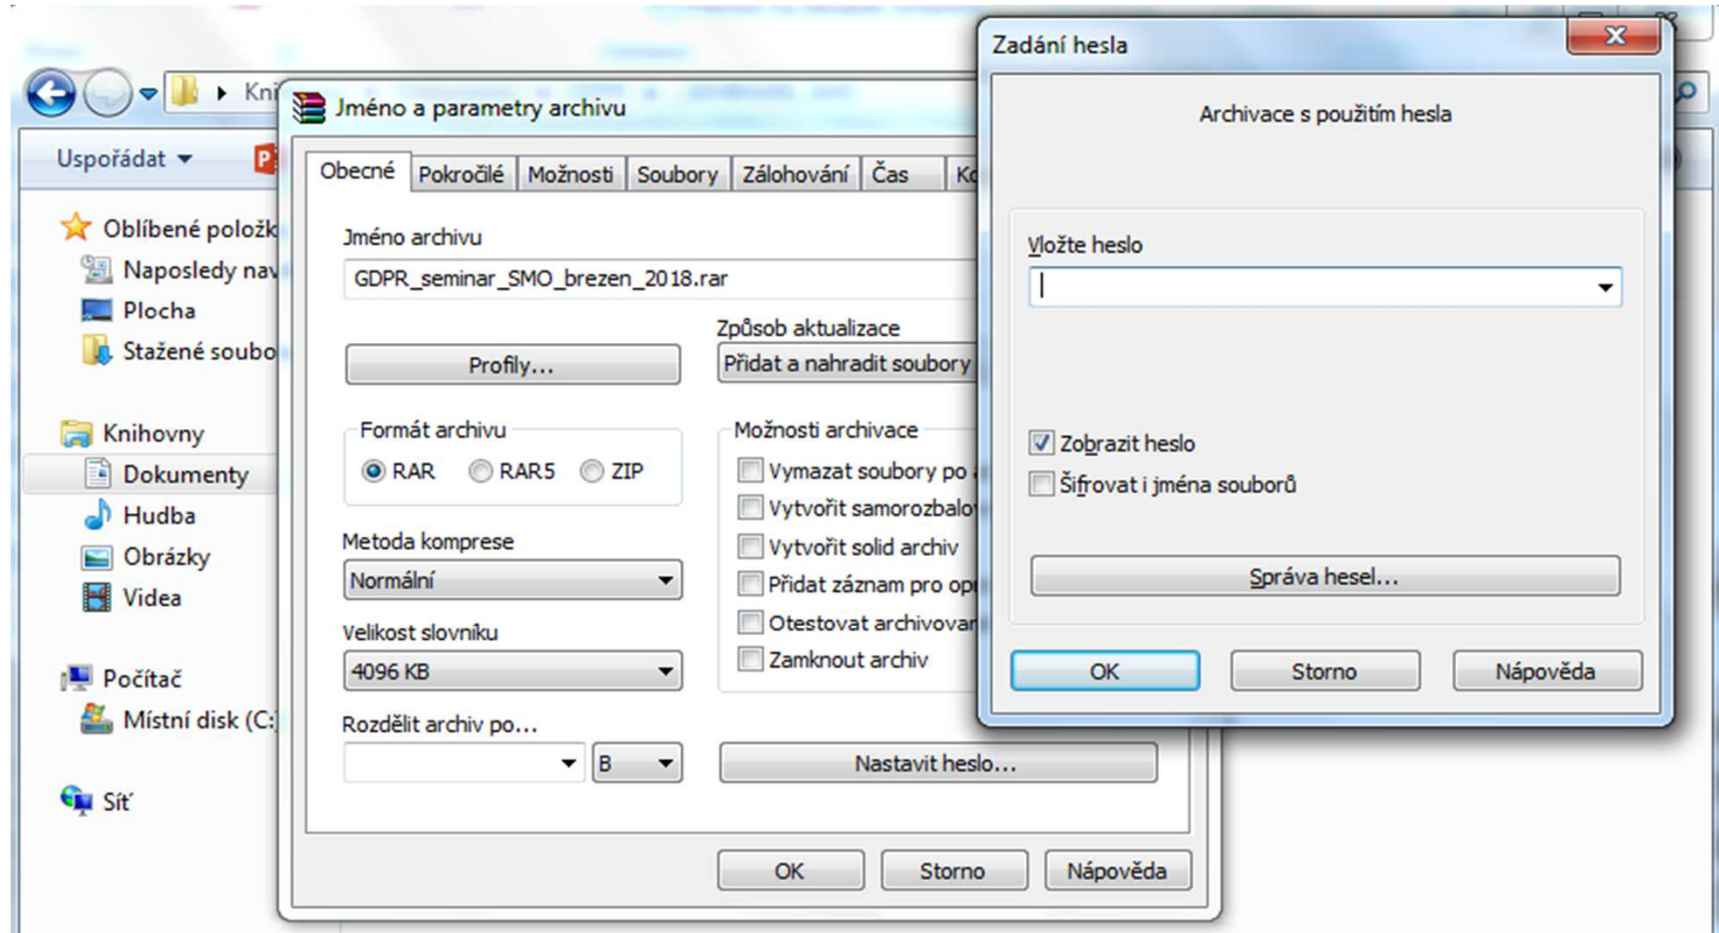 Kni
Uspořádat
Oblíbené položk
Naposledy nav
Plocha
Stažené soubo
Knihovny
Dokumenty
Hudba
Obrázky
Videa
Počítač
Místní disk (C:
Síť
Jméno a parametry archivu
Obecné Pokročilé Možnosti Soubory Zálohování Čas Ko
Jméno archivu
GDPR_seminar_SMO_brezen_2018.rar
Způsob aktualizace
Profily... Přidat a nahradit soubory
Formát archivu
RAR RAR5 ZIP
Metoda komprese
Normální
Velikost slovníku
4096 KB
Rozdělit archiv po...
B
Možnosti archivace
Vymazat soubory po
Vytvořit samorozbalo
Vytvořit solid archiv
Přidat záznam pro op
Otestovat archivovan
Zamknout archiv
Nastavit heslo...
OK Storno Nápověda
Zadání hesla
Archivace s použitím hesla
Vložte heslo
Zobrazit heslo
Šifrovat i jména souborů
Správa hesel...
OK Storno Nápověda